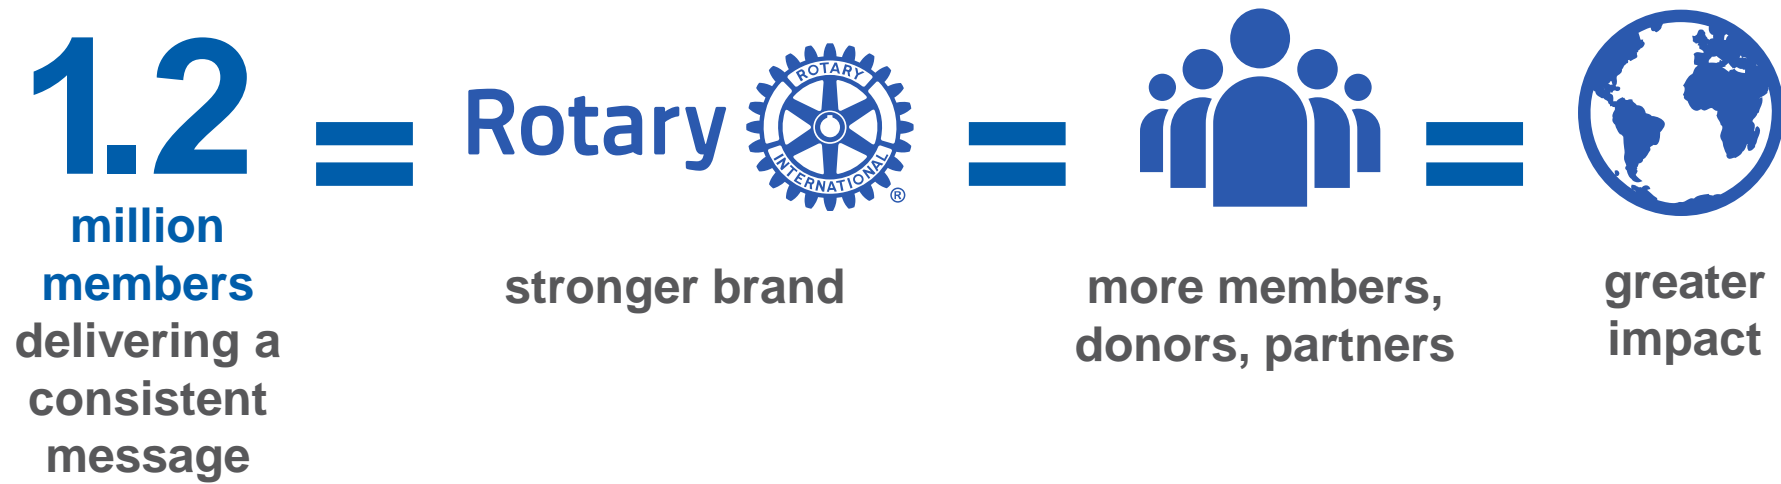 1.2
million
members
delivering a
consistent
message
=
Rotary
ROTARY
INTERNATIONAL
®
stronger brand
=
more members,
donors, partners
=
greater
impact